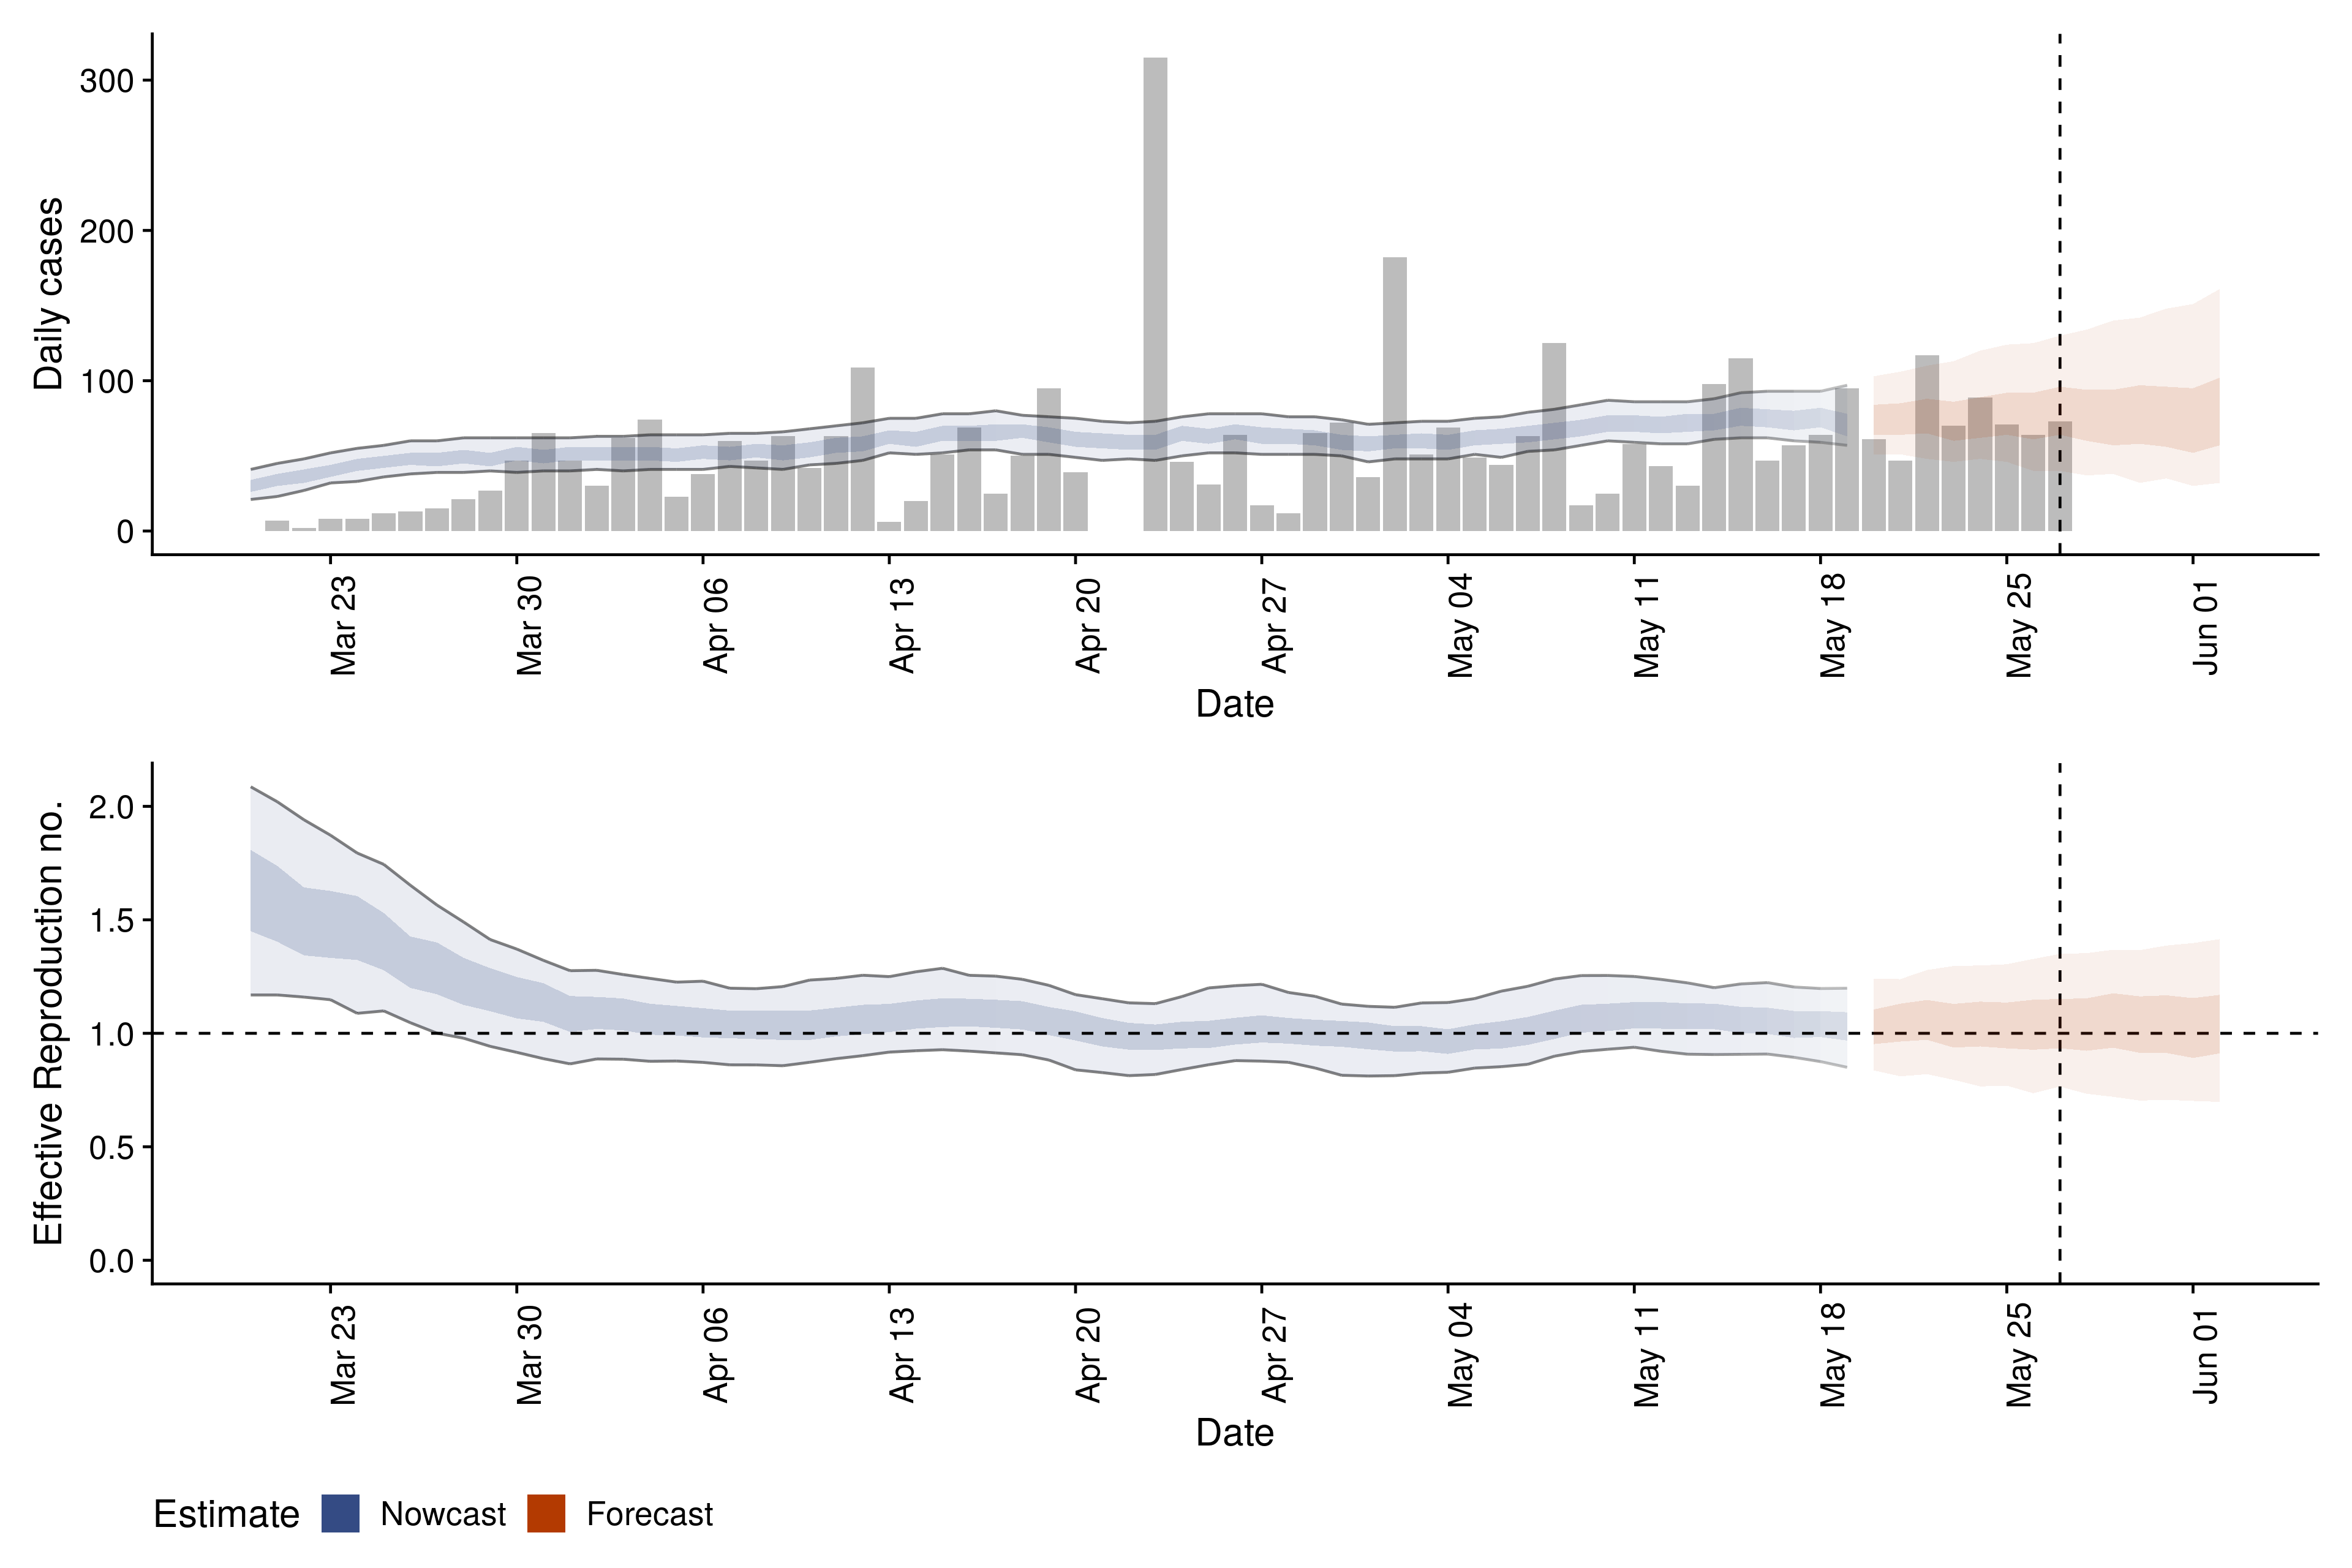 Daily cases
300
200
100
0
Mar 23
Mar 30
Apr 06
Apr 13
Apr 20
Apr 27
May 04
May 11
May 18
May 25
Jun 01
Date
Effective Reproduction no.
2.0
1.5
1.0
0.5
0.0
Mar 23
Mar 30
Apr 06
Apr 13
Apr 20
Apr 27
May 04
May 11
May 18
May 25
Jun 01
Date
Estimate Nowcast Forecast